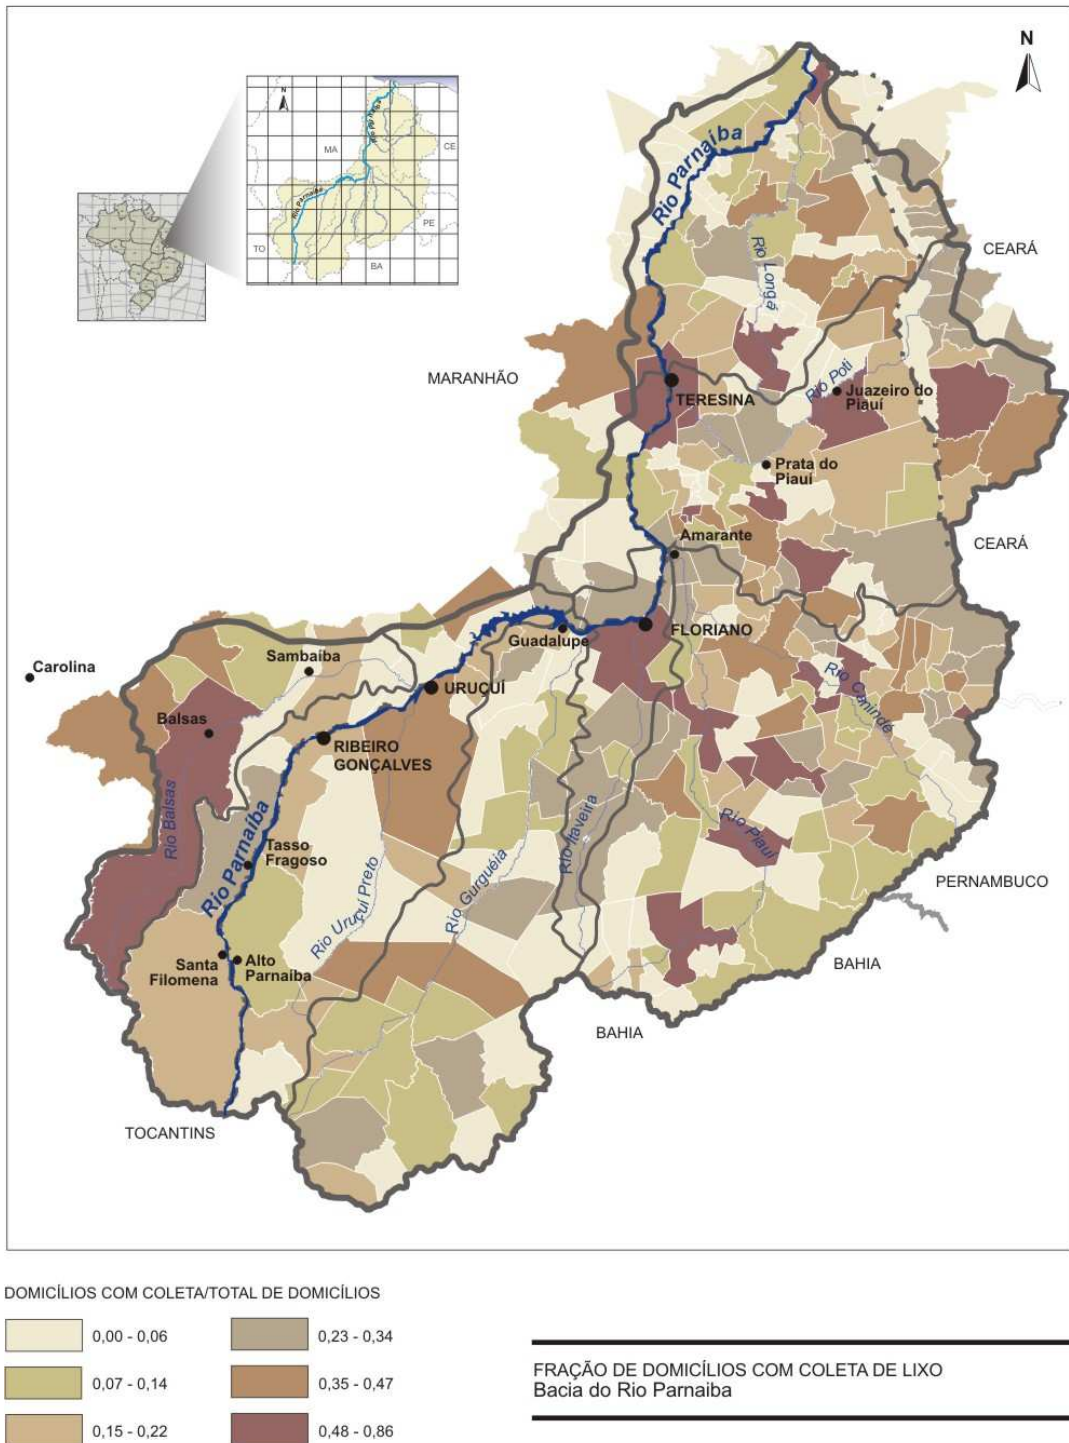 N
N
Rio Parnaíba
MA
CE
Rio Parnaíba
PE
TO
BA
Rio Parnaíba
CEARÁ
Rio Longá
MARANHÃO
Rio Poti
TERESINA
Juazeiro do
Piauí
Prata do
Piauí
Amarante
CEARÁ
Guadalupe
FLORIANO
Carolina
Sambaíba
URUÇUÍ
Rio Canindé
Balsas
RIBEIRO
GONÇALVES
Rio Balsas
Rio Itaveira
Rio Piauí
Rio Parnaíba
Tasso
Fragoso
Rio Gurguéia
PERNAMBUCO
Rio Uruçuí Preto
Santa
Filomena
Alto
Parnaíba
BAHIA
BAHIA
TOCANTINS
DOMICÍLIOS COM COLETA/TOTAL DE DOMICÍLIOS
0,00 - 0,06
0,23 - 0,34
0,07 - 0,14
0,35 - 0,47
0,15 - 0,22
0,48 - 0,86
FRAÇÃO DE DOMICÍLIOS COM COLETA DE LIXO
Bacia do Rio Parnaiba